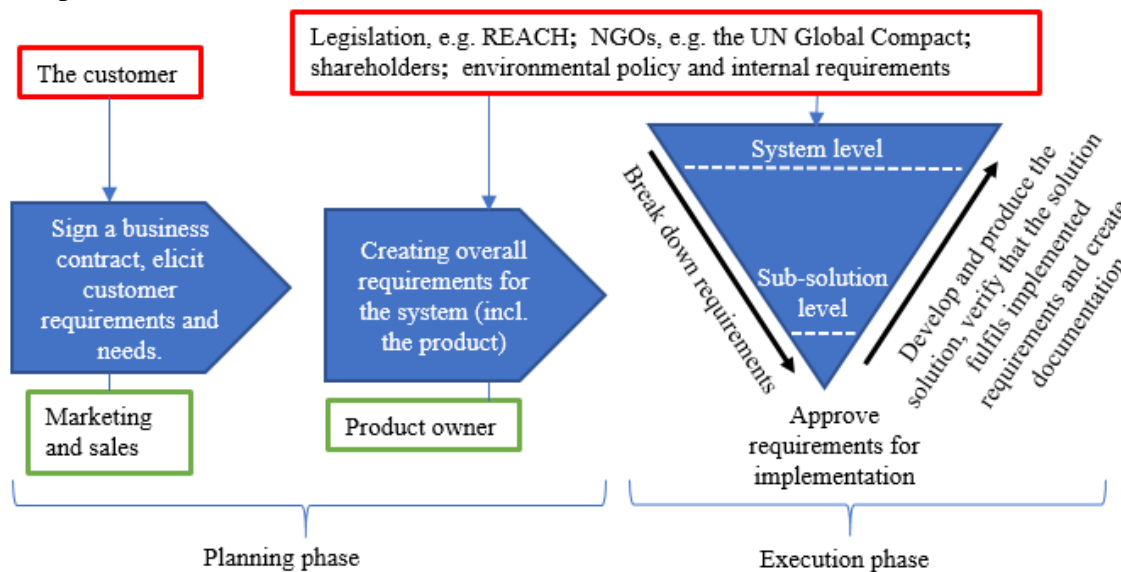 Legislation, e.g. REACH; NGOs, e.g. the UN Global Compact;
shareholders; environmental policy and internal requirements
The customer
Sign a business
contract, elicit
customer
requirements and
needs.
Creating overall
requirements for
the system (incl.
the product)
System level
Sub-solution
level
Break down requirements
Develop and produce the
solution, verify that the solution
fulfils implemented
requirements and create
documentation
Marketing
and sales
Product owner
Approve
requirements for
implementation
Planning phase
Execution phase